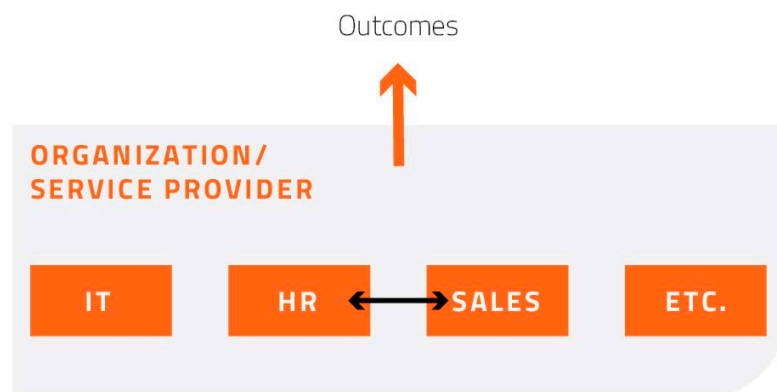 Outcomes
ORGANIZATION/
SERVICE PROVIDER
IT
HR
SALES
ETC.